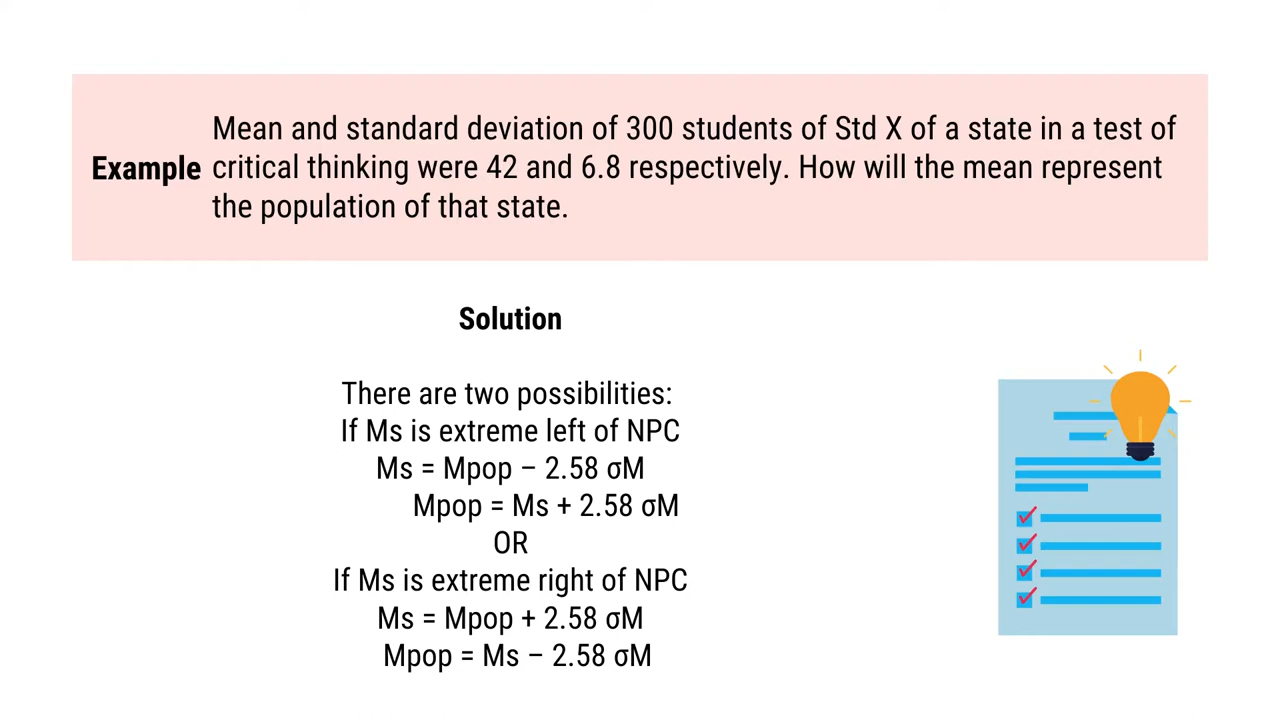 Mean and standard deviation of 300 students of Std X of a state in a test of
Example critical thinking were 42 and 6.8 respectively. How will the mean represent
the population of that state.
Solution
There are two possibilities:
If Ms is extreme left of NPC
Ms = Mpop – 2.58 σM
Mpop = Ms + 2.58 σM
OR
If Ms is extreme right of NPC
Ms = Mpop + 2.58 σM
Mpop = Ms – 2.58 σM